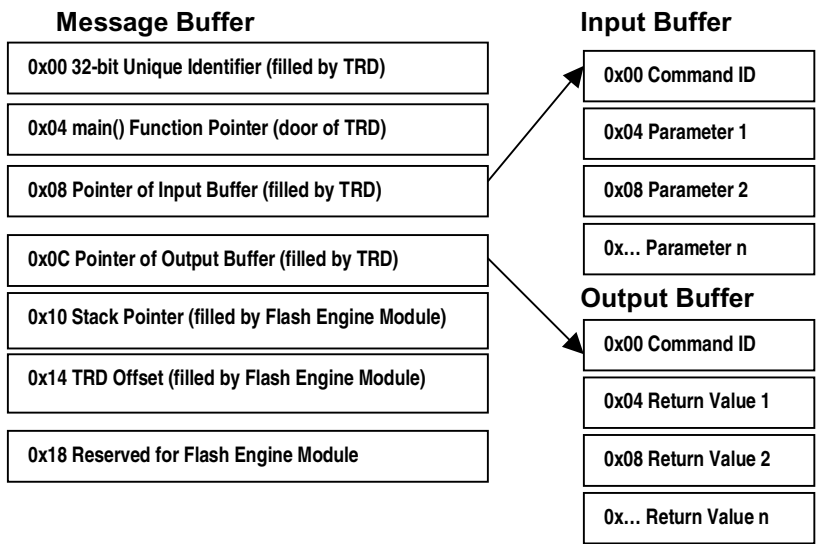 Message Buffer
0x00 32-bit Unique Identifier (filled by TRD)
0x04 main() Function Pointer (door of TRD)
0x08 Pointer of Input Buffer (filled by TRD)
0x0C Pointer of Output Buffer (filled by TRD)
0x10 Stack Pointer (filled by Flash Engine Module)
0x14 TRD Offset (filled by Flash Engine Module)
0x18 Reserved for Flash Engine Module
Input Buffer
0x00 Command ID
0x04 Parameter 1
0x08 Parameter 2
0x… Parameter n
Output Buffer
0x00 Command ID
0x04 Return Value 1
0x08 Return Value 2
0x… Return Value n